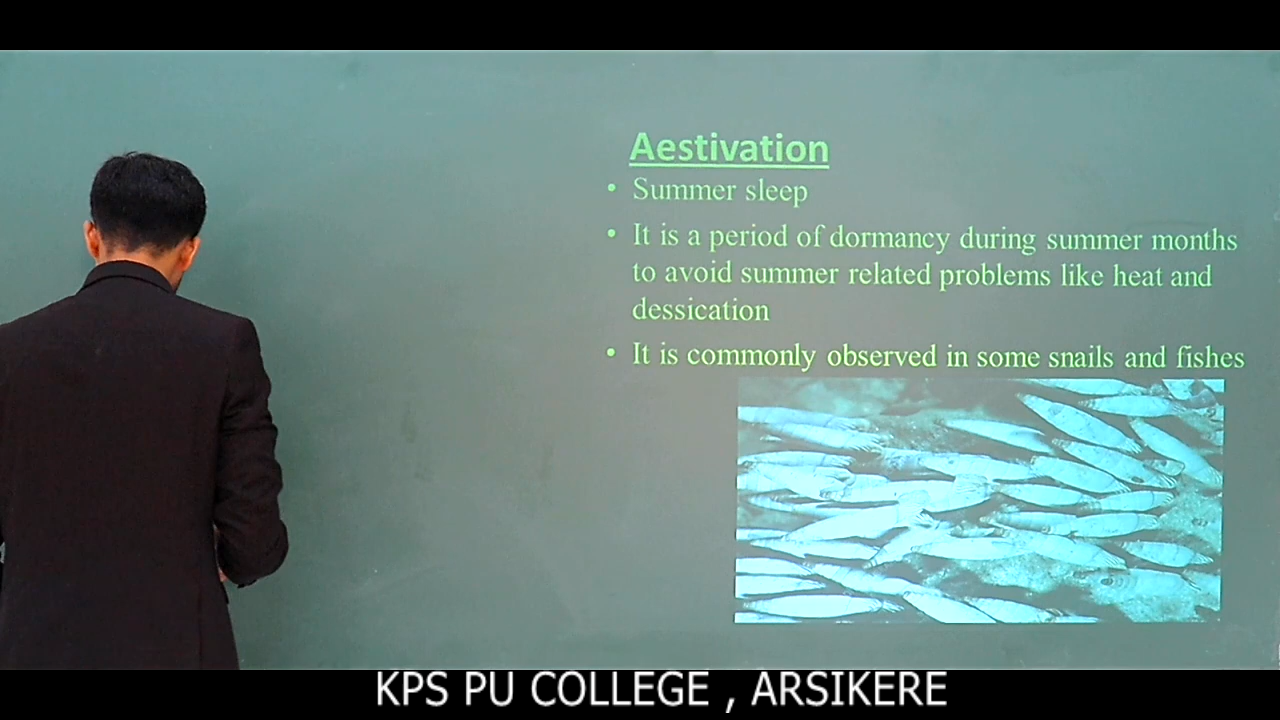 Aestivation
• Summer sleep
• It is a period of dormancy during summer months
to avoid summer related problems like heat and
dessication
• It is commonly observed in some snails and fishes
KPS PU COLLEGE , ARSIKERE